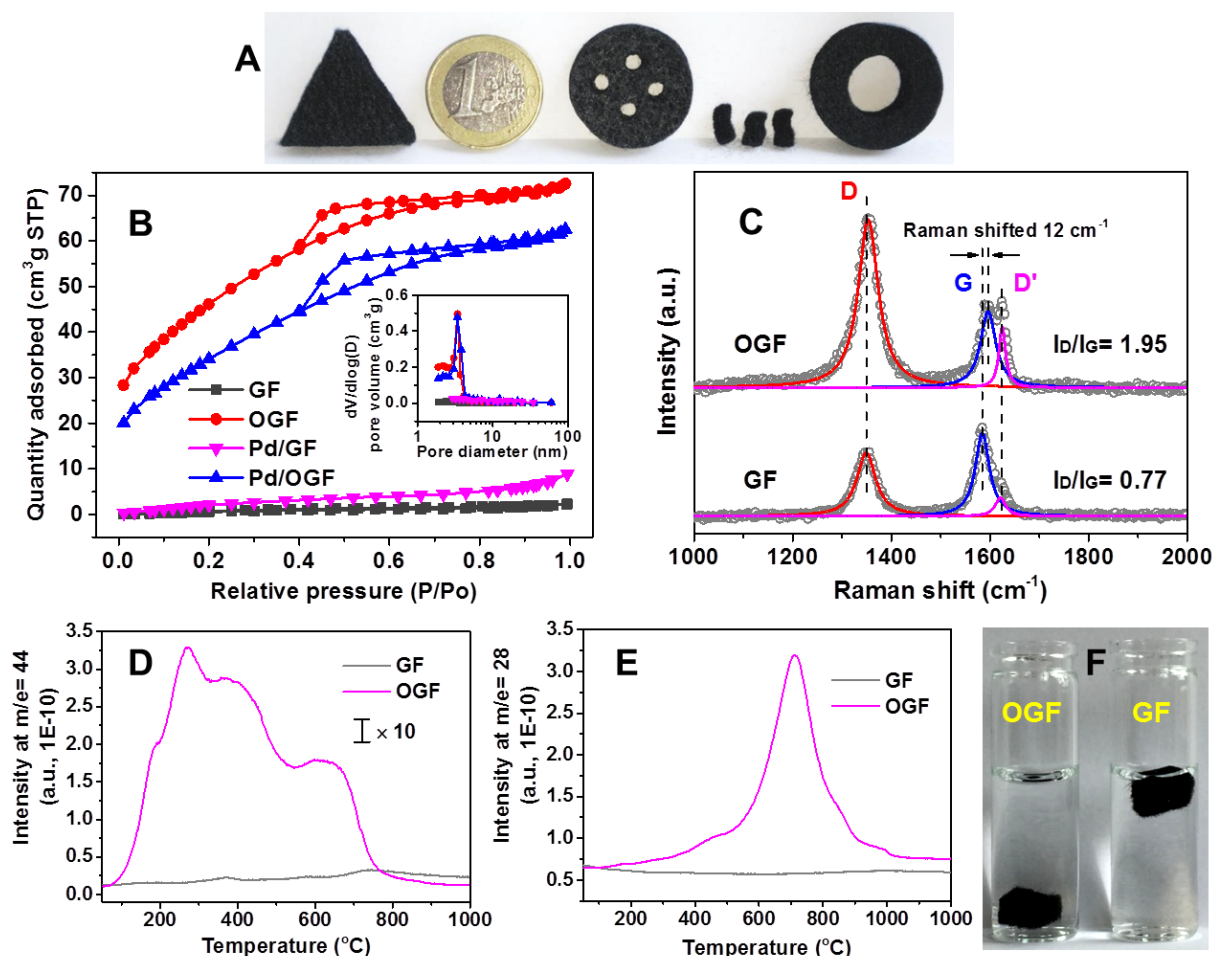 A
1
EURO
B
Quantity adsorbed (cm³g STP)
70
60
50
40
30
20
10
0
GF
OGF
Pd/GF
Pd/OGF
dV/dlog(D)
pore volume (cm³g)
0.6
0.4
0.2
0.0
1
10
100
Pore diameter (nm)
0.0 0.2 0.4 0.6 0.8 1.0
Relative pressure (P/Po)
C
D
Raman shifted 12 cm⁻¹
G
D'
OGF
I_D/I_G= 1.95
GF
I_D/I_G= 0.77
Intensity (a.u.)
1000 1200 1400 1600 1800 2000
Raman shift (cm⁻¹)
D
Intensity at m/e= 44
(a.u., 1E-10)
3.5
3.0
2.5
2.0
1.5
1.0
0.5
0.0
GF
OGF
× 10
200 400 600 800 1000
Temperature (°C)
E
Intensity at m/e= 28
(a.u., 1E-10)
3.5
3.0
2.5
2.0
1.5
1.0
0.5
GF
OGF
200 400 600 800 1000
Temperature (°C)
F
OGF
GF